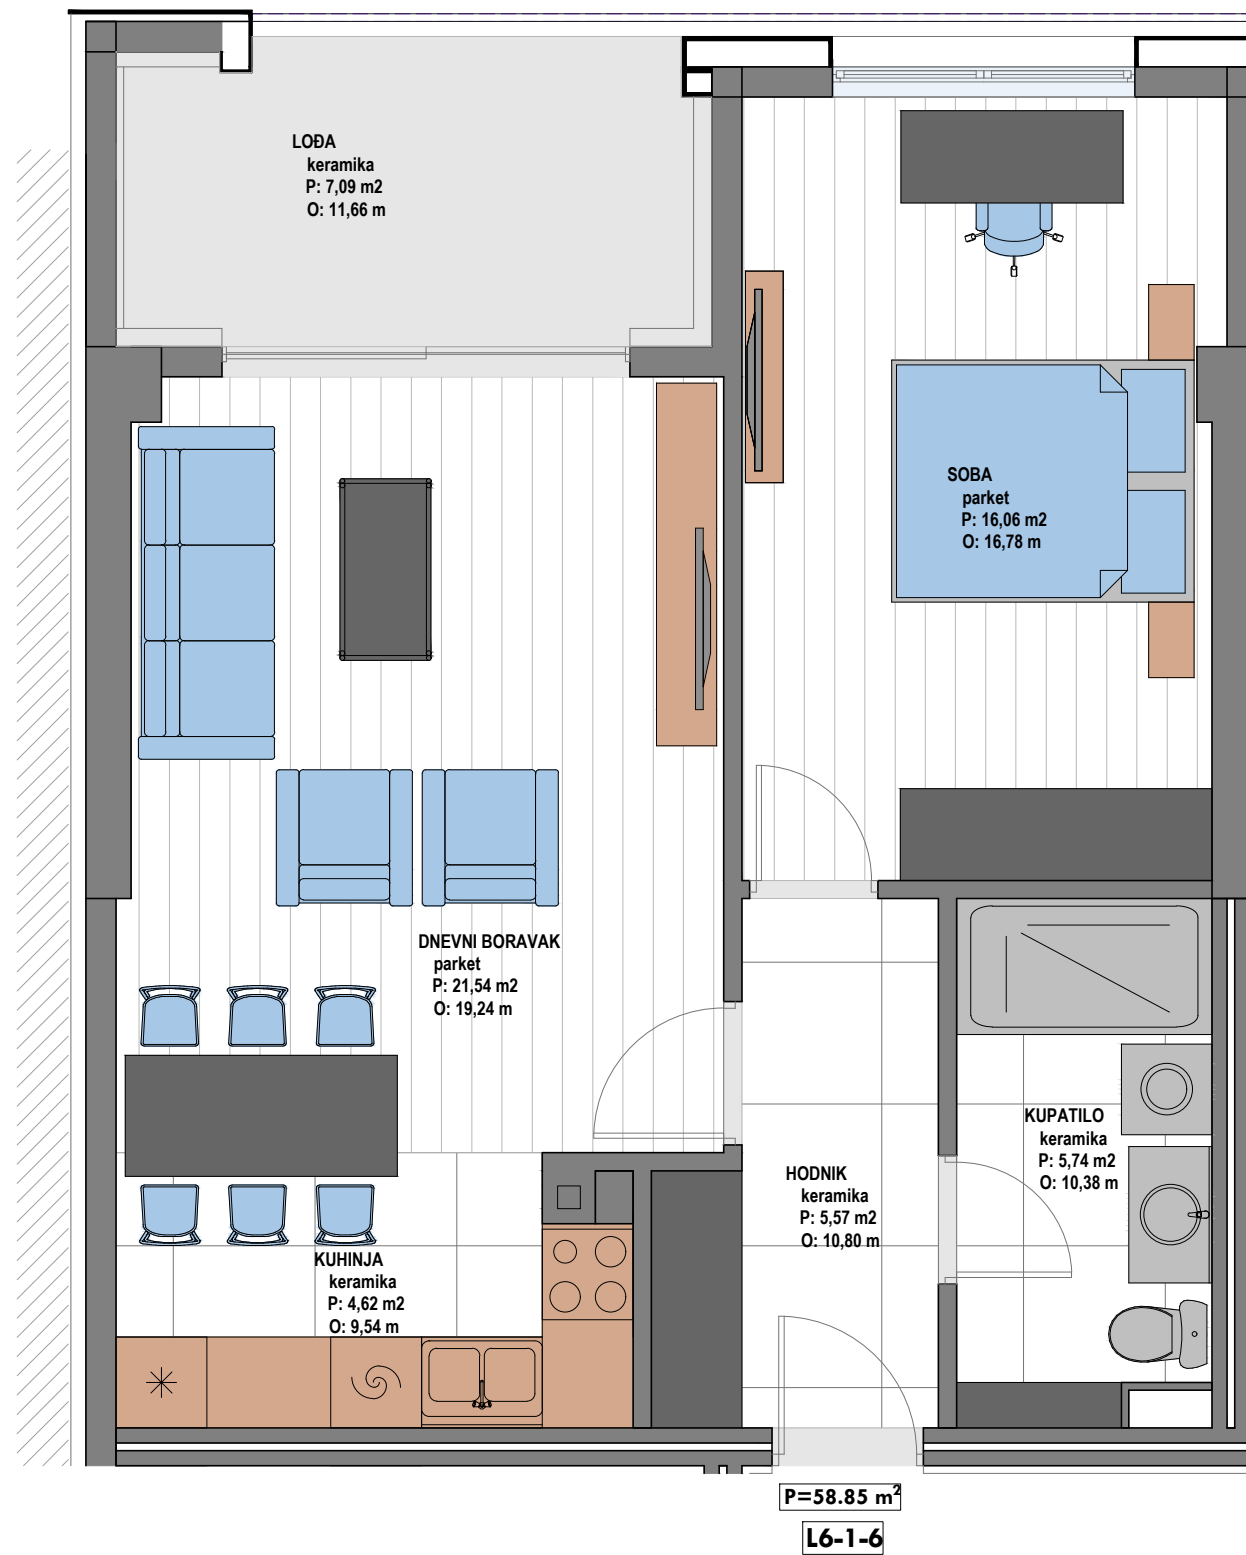 LOĐA
keramika
P: 7,09 m2
O: 11,66 m
SOBA
parket
P: 16,06 m2
O: 16,78 m
DNEVNI BORAVAK
parket
P: 21,54 m2
O: 19,24 m
KUPATILO
keramika
P: 5,74 m2
O: 10,38 m
HODNIK
keramika
P: 5,57 m2
O: 10,80 m
KUHINJA
keramika
P: 4,62 m2
O: 9,54 m
P=58.85 m²
L6-1-6